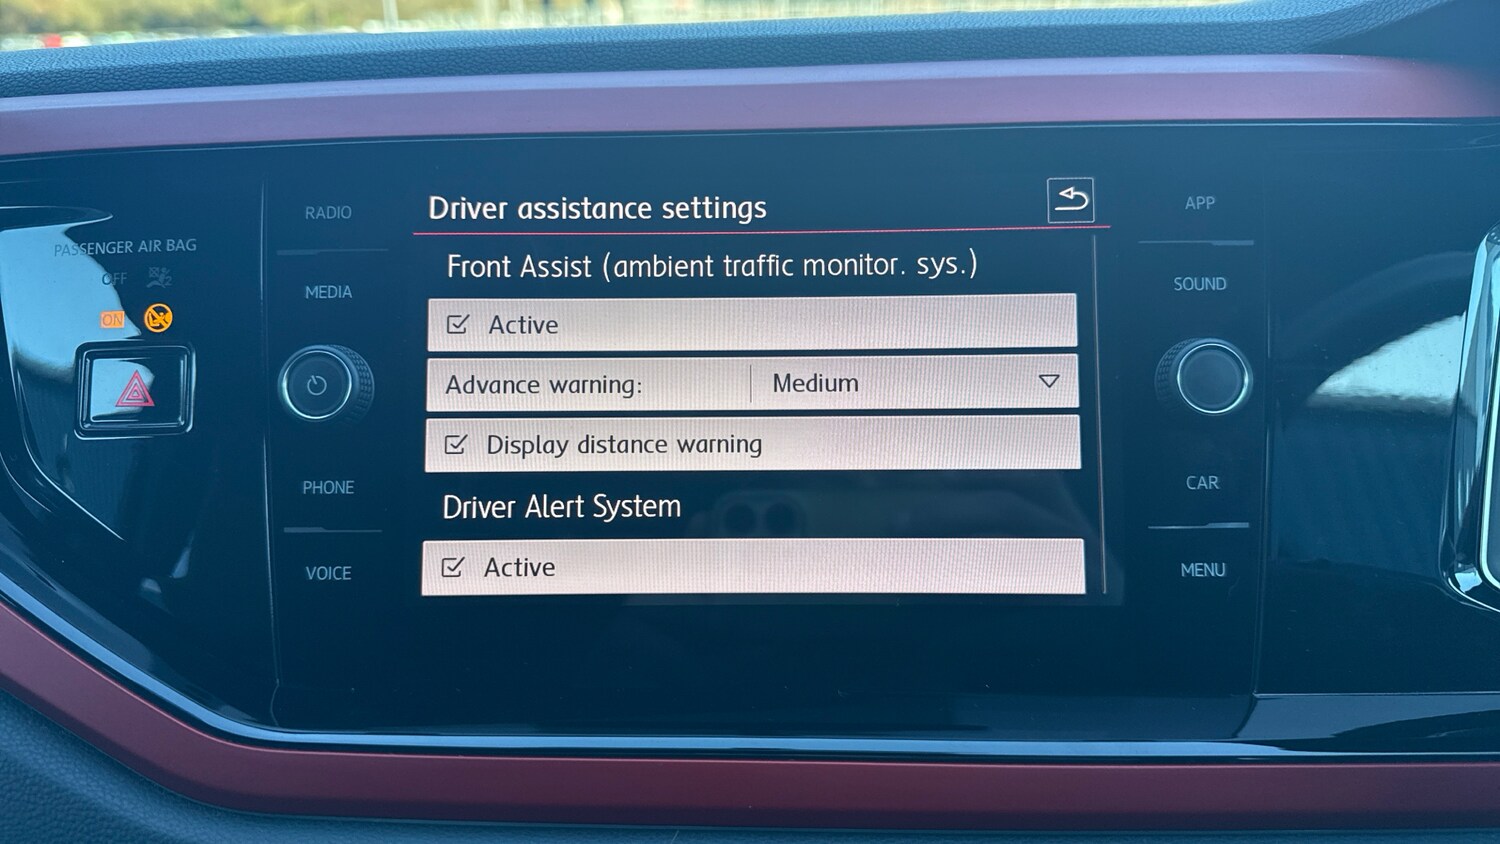 PASSENGER AIR BAG
OFF
ON
RADIO
MEDIA
PHONE
VOICE
Driver assistance settings
Front Assist (ambient traffic monitor. sys.)
Active
Advance warning: Medium
Display distance warning
Driver Alert System
Active
APP
SOUND
CAR
MENU